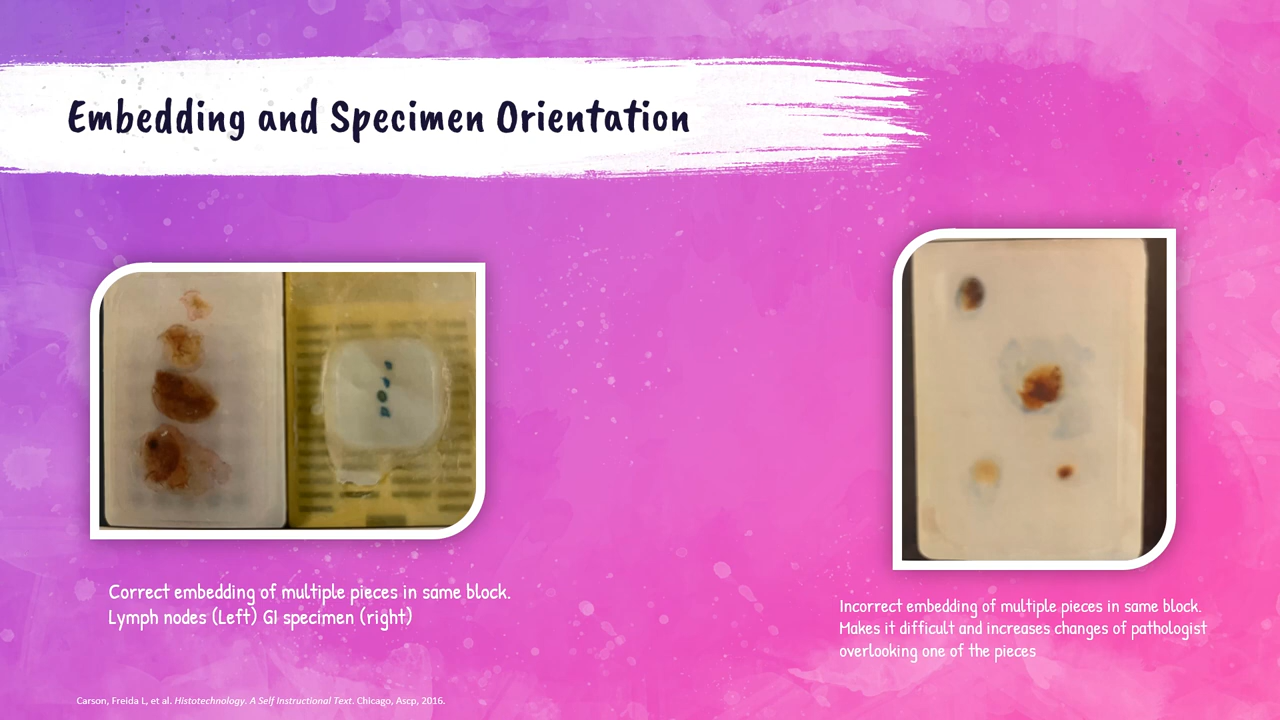 Embedding and Specimen Orientation
Correct embedding of multiple pieces in same block.
Lymph nodes (Left) GI specimen (right)
Incorrect embedding of multiple pieces in same block.
Makes it difficult and increases changes of pathologist
overlooking one of the pieces
Carson, Freida L, et al. Histotechnology. A Self Instructional Text. Chicago, Ascp, 2016.